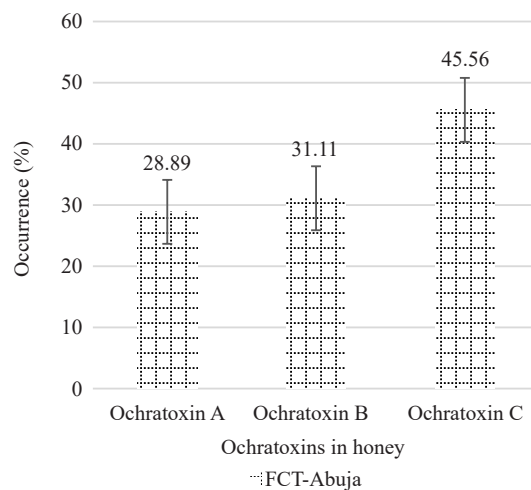 60
50
40
30
20
10
0
Occurrence (%)
28.89
31.11
45.56
Ochratoxin A
Ochratoxin B
Ochratoxin C
Ochratoxins in honey
FCT-Abuja